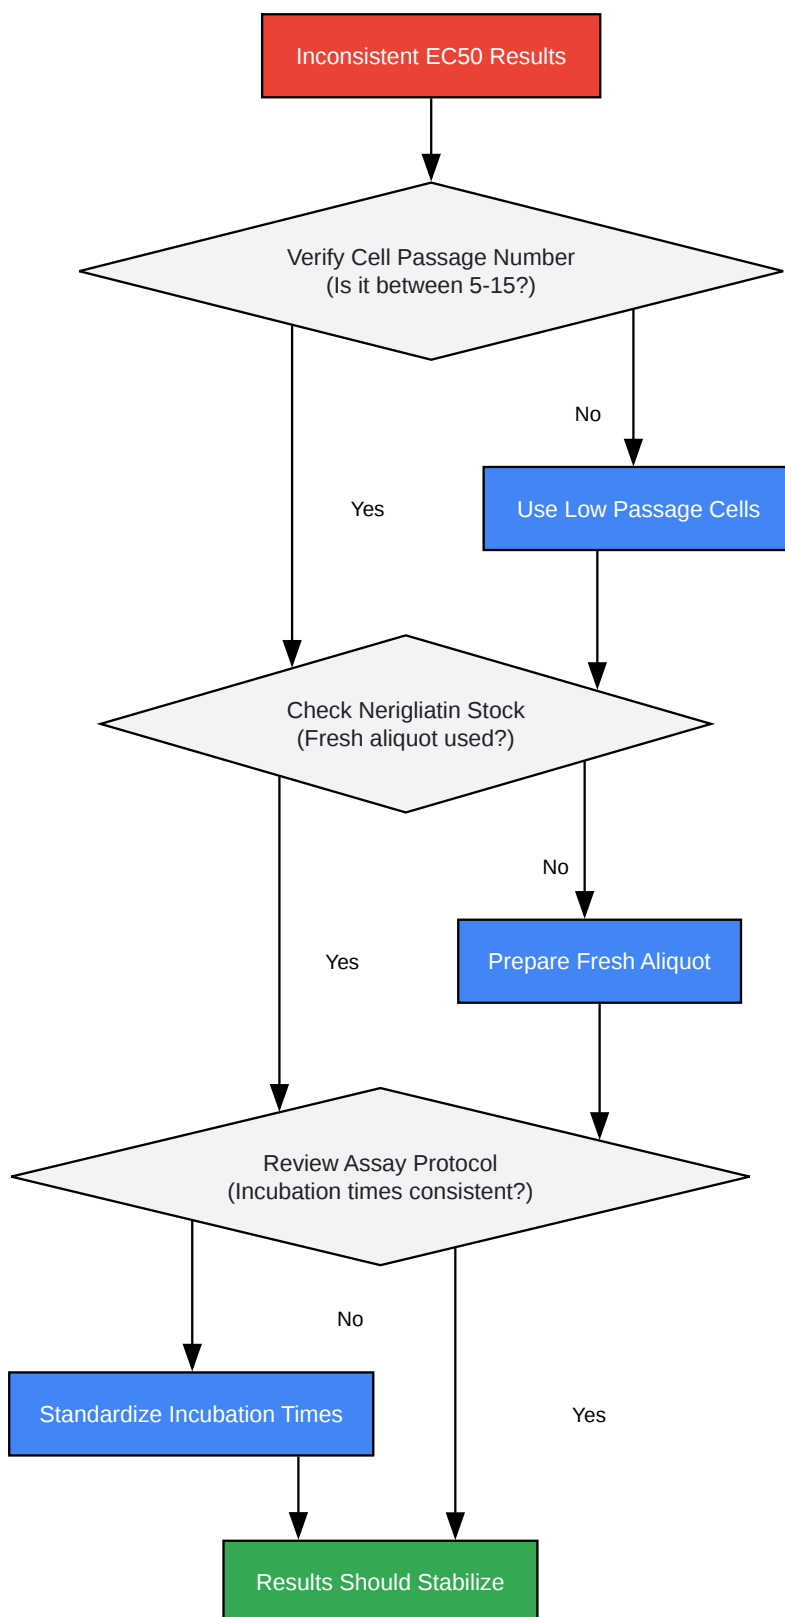 Inconsistent EC50 Results
Verify Cell Passage Number
(Is it between 5-15?)
No
Yes
Use Low Passage Cells
Check Nerigliatin Stock
(Fresh aliquot used?)
No
Yes
Prepare Fresh Aliquot
Review Assay Protocol
(Incubation times consistent?)
No
Standardize Incubation Times
Yes
Results Should Stabilize